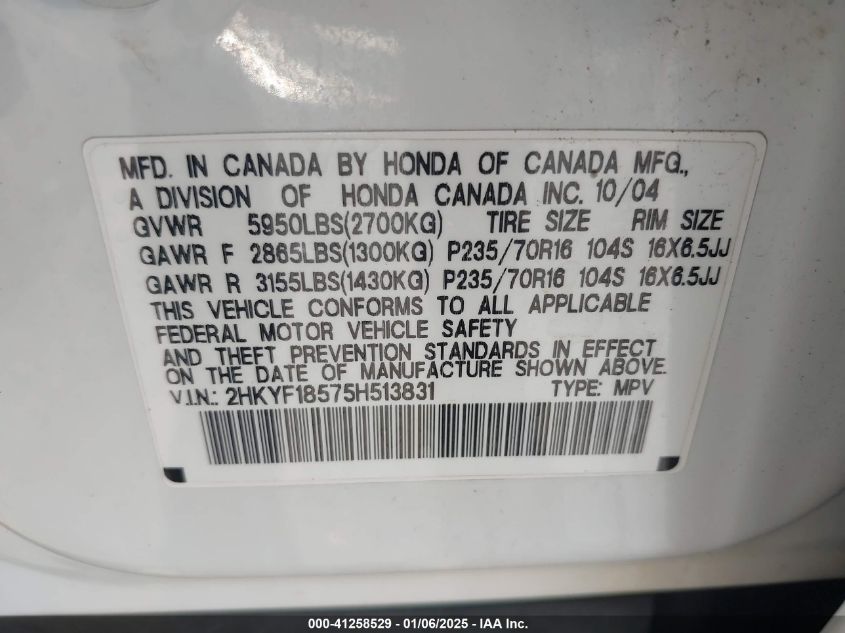 MFD. IN CANADA BY HONDA OF CANADA MFG.,
A DIVISION OF HONDA CANADA INC. 10/04
GVWR 5950LBS(2700KG) TIRE SIZE RIM SIZE
GAWR F 2865LBS(1300KG) P235/70R16 104S 16X6.5JJ
GAWR R 3155LBS(1430KG) P235/70R16 104S 16X6.5JJ
THIS VEHICLE CONFORMS TO ALL APPLICABLE
FEDERAL MOTOR VEHICLE SAFETY
AND THEFT PREVENTION STANDARDS IN EFFECT
ON THE DATE OF MANUFACTURE SHOWN ABOVE.
V.I.N.: 2HKYF18575H513831 TYPE: MPV
000-41258529 - 01/06/2025 - IAA Inc.